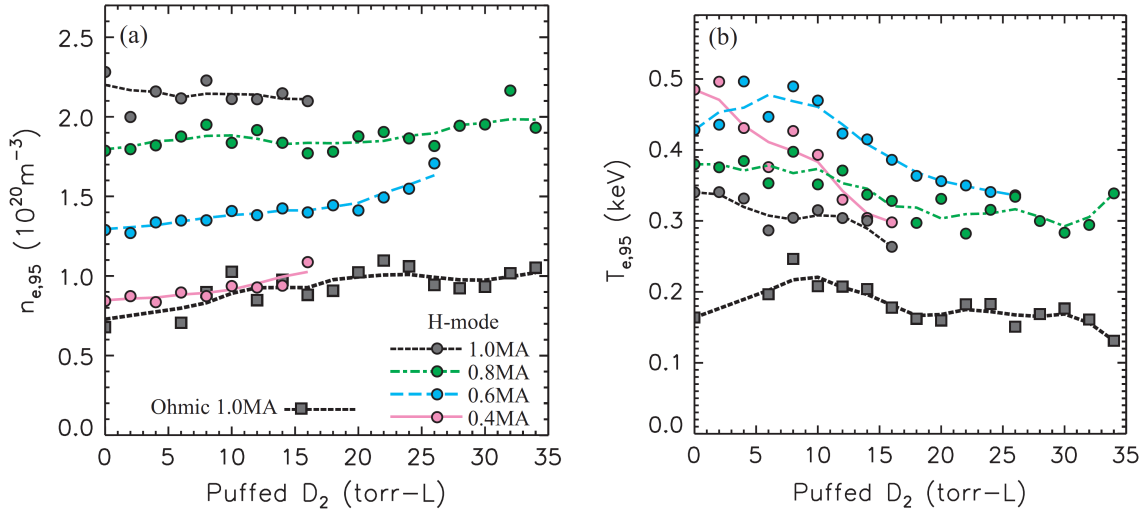 (a)
n_{e,95} (10^{20}m^{-3})
2.5
2.0
1.5
1.0
0.5
0.0
H-mode
1.0MA
0.8MA
0.6MA
0.4MA
Ohmic 1.0MA
0 5 10 15 20 25 30 35
Puffed D_2 (torr-L)
(b)
T_{e,95} (keV)
0.5
0.4
0.3
0.2
0.1
0.0
0 5 10 15 20 25 30 35
Puffed D_2 (torr-L)